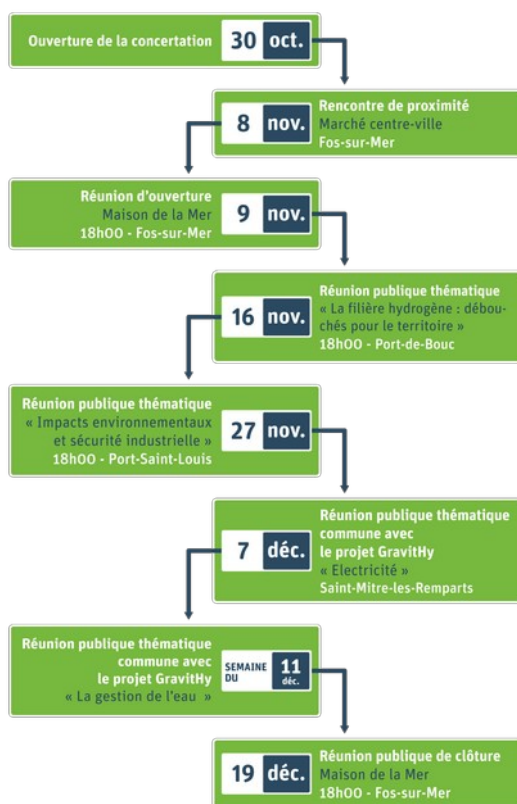 Ouverture de la concertation
30 oct.
8 nov.
Rencontre de proximité
Marché centre-ville
Fos-sur-Mer
Réunion d'ouverture
Maison de la Mer
18h00 - Fos-sur-Mer
9 nov.
16 nov.
Réunion publique thématique
« La filière hydrogène : débou-
chés pour le territoire »
18h00 - Port-de-Bouc
Réunion publique thématique
« Impacts environnementaux
et sécurité industrielle »
18h00 - Port-Saint-Louis
27 nov.
7 déc.
Réunion publique thématique
commune avec
le projet GravitHy
« Electricité »
Saint-Mitre-les-Remparts
Réunion publique thématique
commune avec
le projet GravitHy
« La gestion de l'eau »
SEMAINE
DU
11
déc.
19 déc.
Réunion publique de clôture
Maison de la Mer
18h00 - Fos-sur-Mer